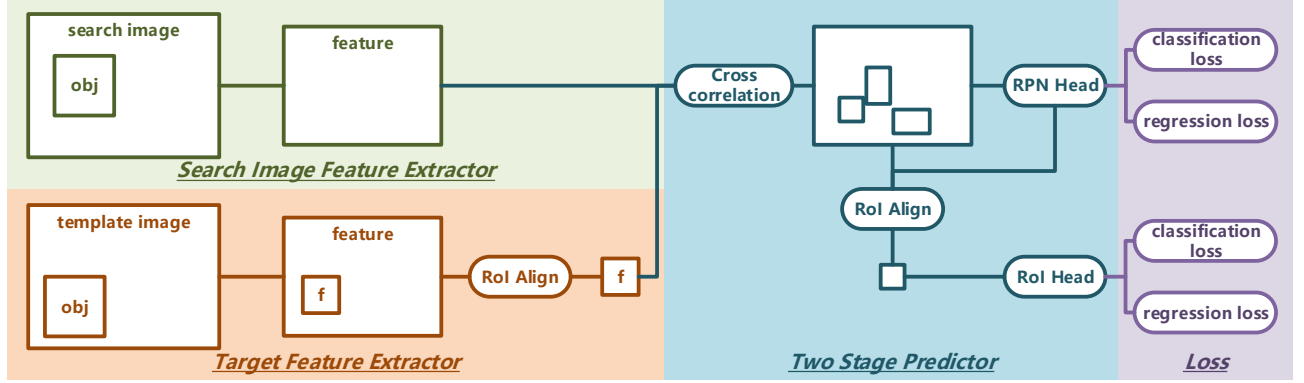 search image
obj
feature
Search Image Feature Extractor
template image
obj
feature
f
RoI Align
f
Target Feature Extractor
Cross
correlation
RPN Head
RoI Align
RoI Head
Two Stage Predictor
classification
loss
regression loss
classification
loss
regression loss
Loss